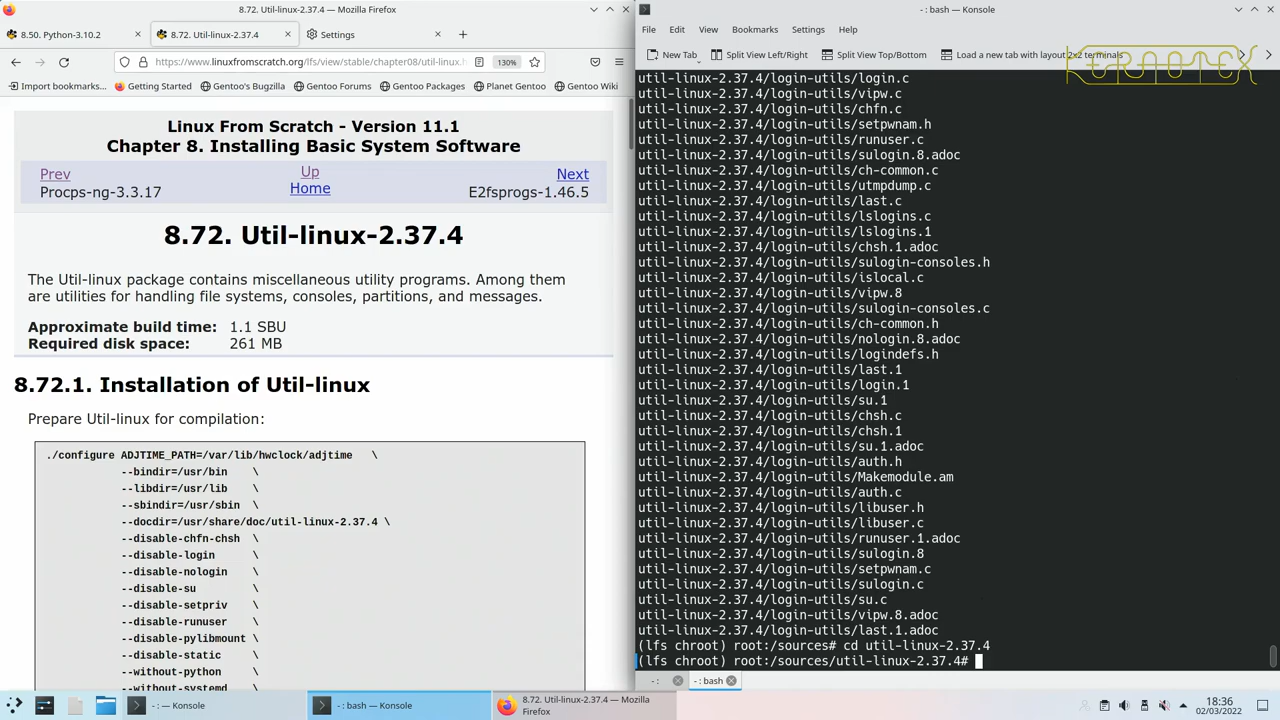 8.72. Util-linux-2.37.4 — Mozilla Firefox
8.50. Python-3.10.2
8.72. Util-linux-2.37.4
Settings
https://www.linuxfromscratch.org/lfs/view/stable/chapter08/util-linux.h
130%
Import bookmarks...
Getting Started
Gentoo's Bugzilla
Gentoo Forums
Gentoo Packages
Planet Gentoo
Gentoo Wiki
Linux From Scratch - Version 11.1
Chapter 8. Installing Basic System Software
Prev
Up
Next
Procps-ng-3.3.17
Home
E2fsprogs-1.46.5
8.72. Util-linux-2.37.4
The Util-linux package contains miscellaneous utility programs. Among them
are utilities for handling file systems, consoles, partitions, and messages.
Approximate build time: 1.1 SBU
Required disk space: 261 MB
8.72.1. Installation of Util-linux
Prepare Util-linux for compilation:
./configure ADJTIME_PATH=/var/lib/hwclock/adjtime \
--bindir=/usr/bin \
--libdir=/usr/lib \
--sbindir=/usr/sbin \
--docdir=/usr/share/doc/util-linux-2.37.4 \
--disable-chfn-chsh \
--disable-login \
--disable-nologin \
--disable-su \
--disable-setpriv \
--disable-runuser \
--disable-pylibmount \
--disable-static \
--without-python \
--without-systemd \
- : bash — Konsole
File Edit View Bookmarks Settings Help
New Tab
Split View Left/Right
Split View Top/Bottom
Load a new tab with layout 2x2 terminals
KERNOTEX
util-linux-2.37.4/login-utils/login.c
util-linux-2.37.4/login-utils/vipw.c
util-linux-2.37.4/login-utils/chfn.c
util-linux-2.37.4/login-utils/setpwnam.h
util-linux-2.37.4/login-utils/runuser.c
util-linux-2.37.4/login-utils/sulogin.8.adoc
util-linux-2.37.4/login-utils/ch-common.c
util-linux-2.37.4/login-utils/utmpdump.c
util-linux-2.37.4/login-utils/last.c
util-linux-2.37.4/login-utils/lslogins.c
util-linux-2.37.4/login-utils/lslogins.1
util-linux-2.37.4/login-utils/chsh.1.adoc
util-linux-2.37.4/login-utils/sulogin-consoles.h
util-linux-2.37.4/login-utils/islocal.c
util-linux-2.37.4/login-utils/vipw.8
util-linux-2.37.4/login-utils/sulogin-consoles.c
util-linux-2.37.4/login-utils/ch-common.h
util-linux-2.37.4/login-utils/nologin.8.adoc
util-linux-2.37.4/login-utils/logindefs.h
util-linux-2.37.4/login-utils/last.1
util-linux-2.37.4/login-utils/login.1
util-linux-2.37.4/login-utils/su.1
util-linux-2.37.4/login-utils/chsh.c
util-linux-2.37.4/login-utils/chsh.1
util-linux-2.37.4/login-utils/su.1.adoc
util-linux-2.37.4/login-utils/auth.h
util-linux-2.37.4/login-utils/Makemodule.am
util-linux-2.37.4/login-utils/auth.c
util-linux-2.37.4/login-utils/libuser.h
util-linux-2.37.4/login-utils/libuser.c
util-linux-2.37.4/login-utils/runuser.1.adoc
util-linux-2.37.4/login-utils/sulogin.8
util-linux-2.37.4/login-utils/setpwnam.c
util-linux-2.37.4/login-utils/sulogin.c
util-linux-2.37.4/login-utils/su.c
util-linux-2.37.4/login-utils/vipw.8.adoc
util-linux-2.37.4/login-utils/last.1.adoc
(lfs chroot) root:/sources# cd util-linux-2.37.4
(lfs chroot) root:/sources/util-linux-2.37.4#
- :
- : bash
- : — Konsole
- : bash — Konsole
8.72. Util-linux-2.37.4 — Mozilla
Firefox
18:36
02/03/2022